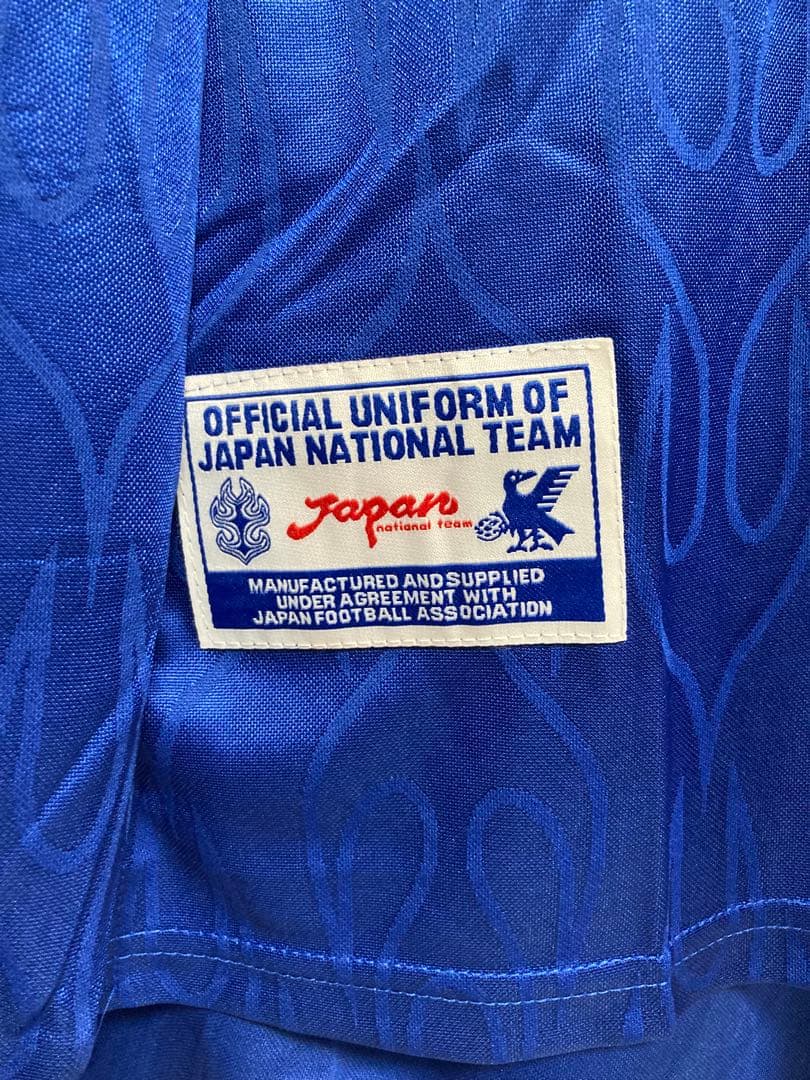 OFFICIAL UNIFORM OF
JAPAN NATIONAL TEAM
Japan
national team
MANUFACTURED AND SUPPLIED
UNDER AGREEMENT WITH
JAPAN FOOTBALL ASSOCIATION